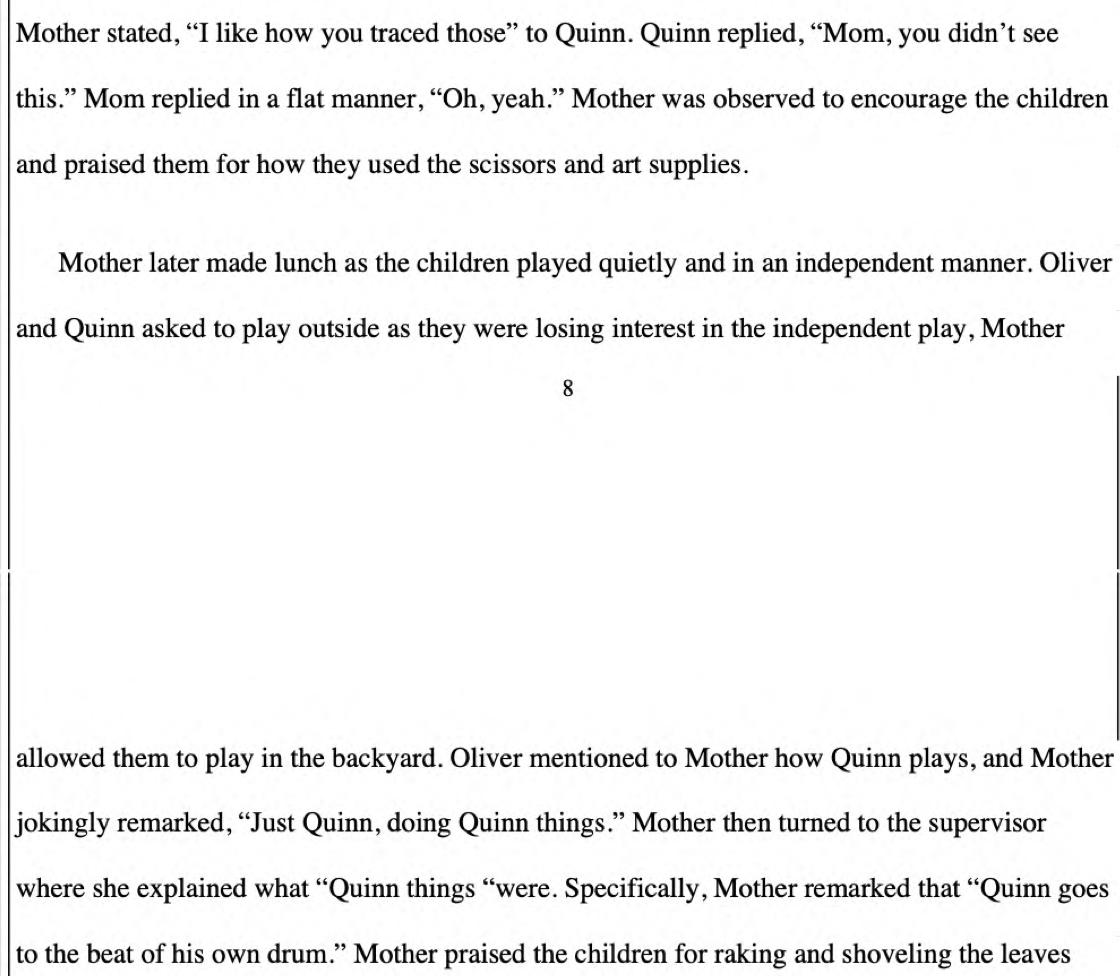 Mother stated, “I like how you traced those” to Quinn. Quinn replied, “Mom, you didn’t see
this.” Mom replied in a flat manner, “Oh, yeah.” Mother was observed to encourage the children
and praised them for how they used the scissors and art supplies.
Mother later made lunch as the children played quietly and in an independent manner. Oliver
and Quinn asked to play outside as they were losing interest in the independent play, Mother
8
allowed them to play in the backyard. Oliver mentioned to Mother how Quinn plays, and Mother
jokingly remarked, “Just Quinn, doing Quinn things.” Mother then turned to the supervisor
where she explained what “Quinn things “were. Specifically, Mother remarked that “Quinn goes
to the beat of his own drum.” Mother praised the children for raking and shoveling the leaves